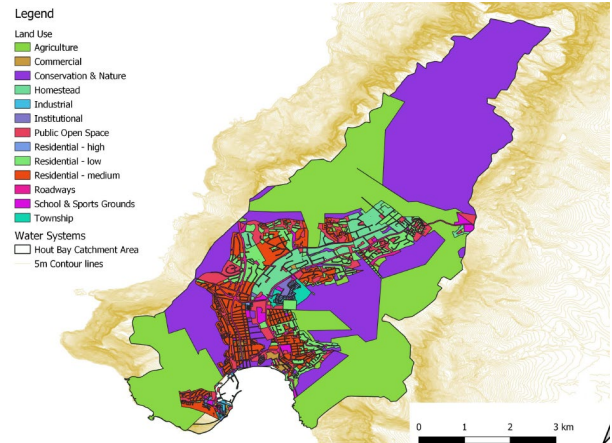 Legend
Land Use
Agriculture
Commercial
Conservation & Nature
Homestead
Industrial
Institutional
Public Open Space
Residential - high
Residential - low
Residential - medium
Roadways
School & Sports Grounds
Township
Water Systems
Hout Bay Catchment Area
5m Contour lines
0 1 2 3 km